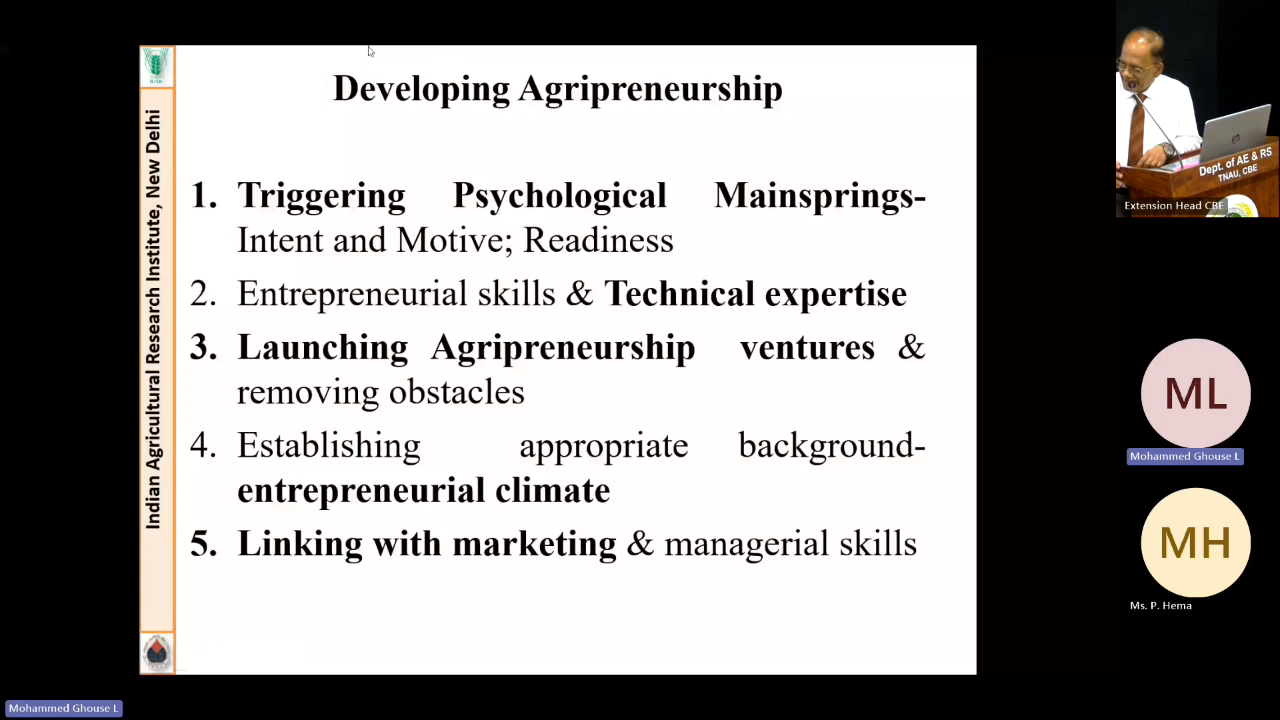 Developing Agripreneurship
1. Triggering Psychological Mainsprings-
Intent and Motive; Readiness
2. Entrepreneurial skills & Technical expertise
3. Launching Agripreneurship ventures &
removing obstacles
4. Establishing appropriate background-
entrepreneurial climate
5. Linking with marketing & managerial skills
Indian Agricultural Research Institute, New Delhi
Dept. of AE & RS
TNAU, CBE
Extension Head CBE
ML
Mohammed Ghouse L
MH
Ms. P. Hema
Mohammed Ghouse L